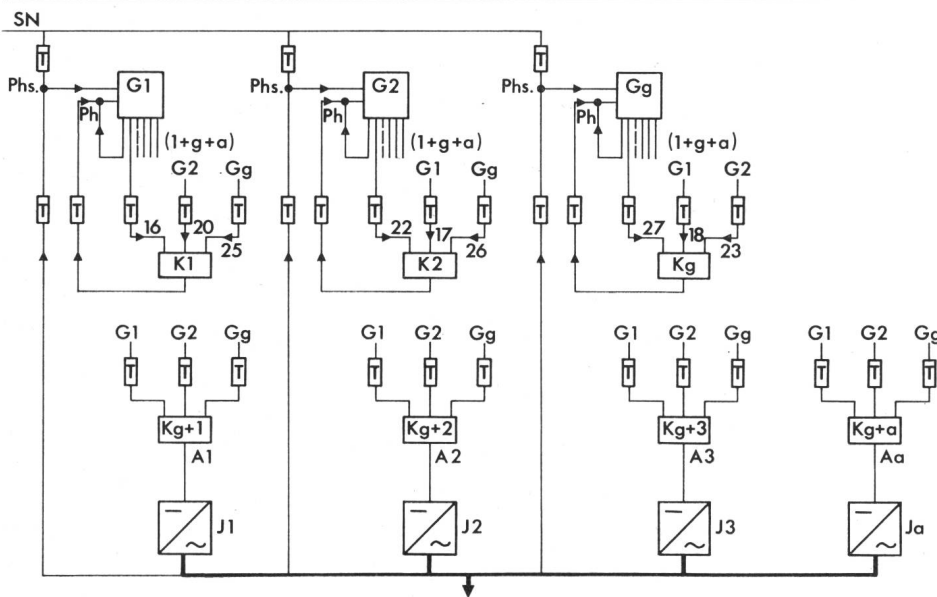 SN
T T T
Phs. G1 Phs. G2 Phs. Gg
Ph Ph Ph
(1+g+a) (1+g+a) (1+g+a)
G2 Gg G1 Gg G1 G2
T T T T T T T T T T T T T T T
16 20 25 22 17 26 27 18 23
K1 K2 Kg
G1 G2 Gg G1 G2 Gg G1 G2 Gg G1 G2 Gg
T T T T T T T T T T T T
Kg+1 Kg+2 Kg+3 Kg+a
A1 A2 A3 Aa
J1 J2 J3 Ja